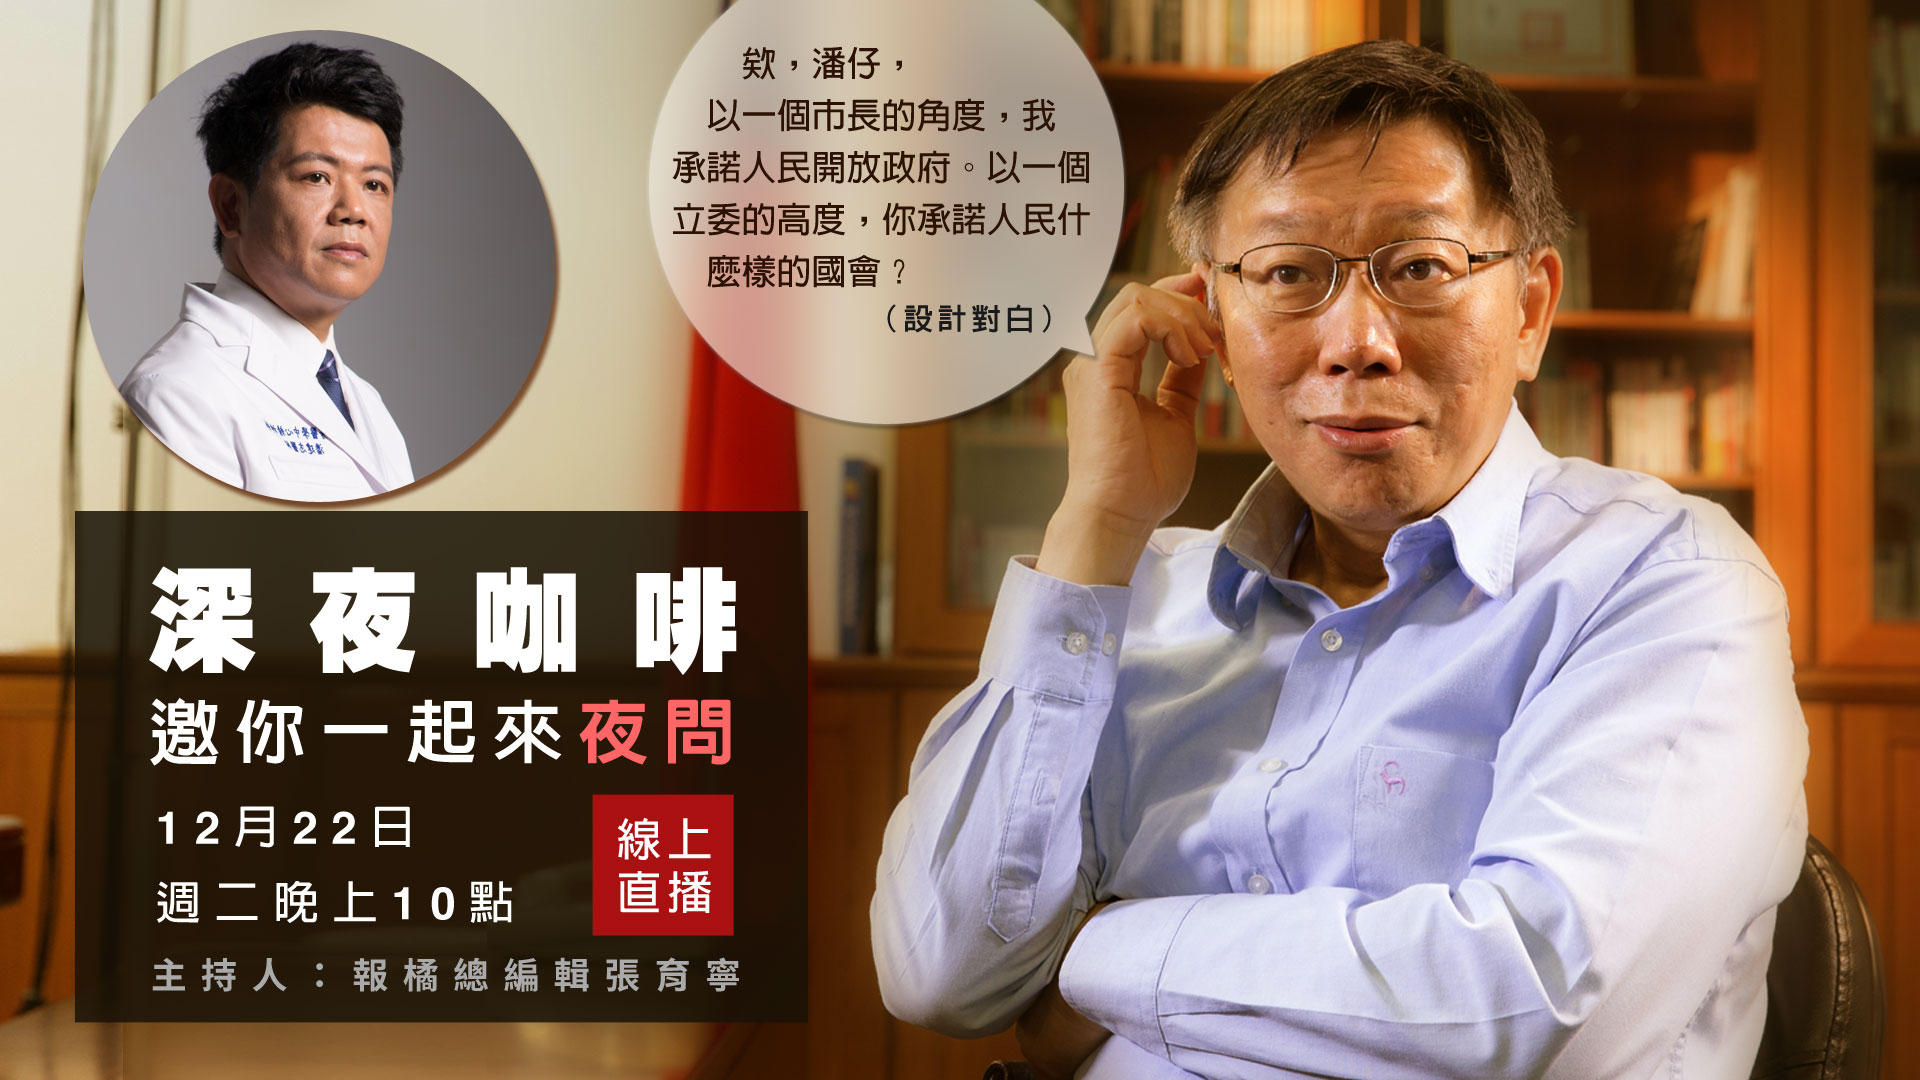 欸，潘仔，
以一個市長的角度，我
承諾人民開放政府。以一個
立委的高度，你承諾人民什
麼樣的國會？
（設計對白）
深夜咖啡
邀你一起來夜問
12月22日
週二晚上10點
線上
直播
主持人：報橘總編輯張育寧